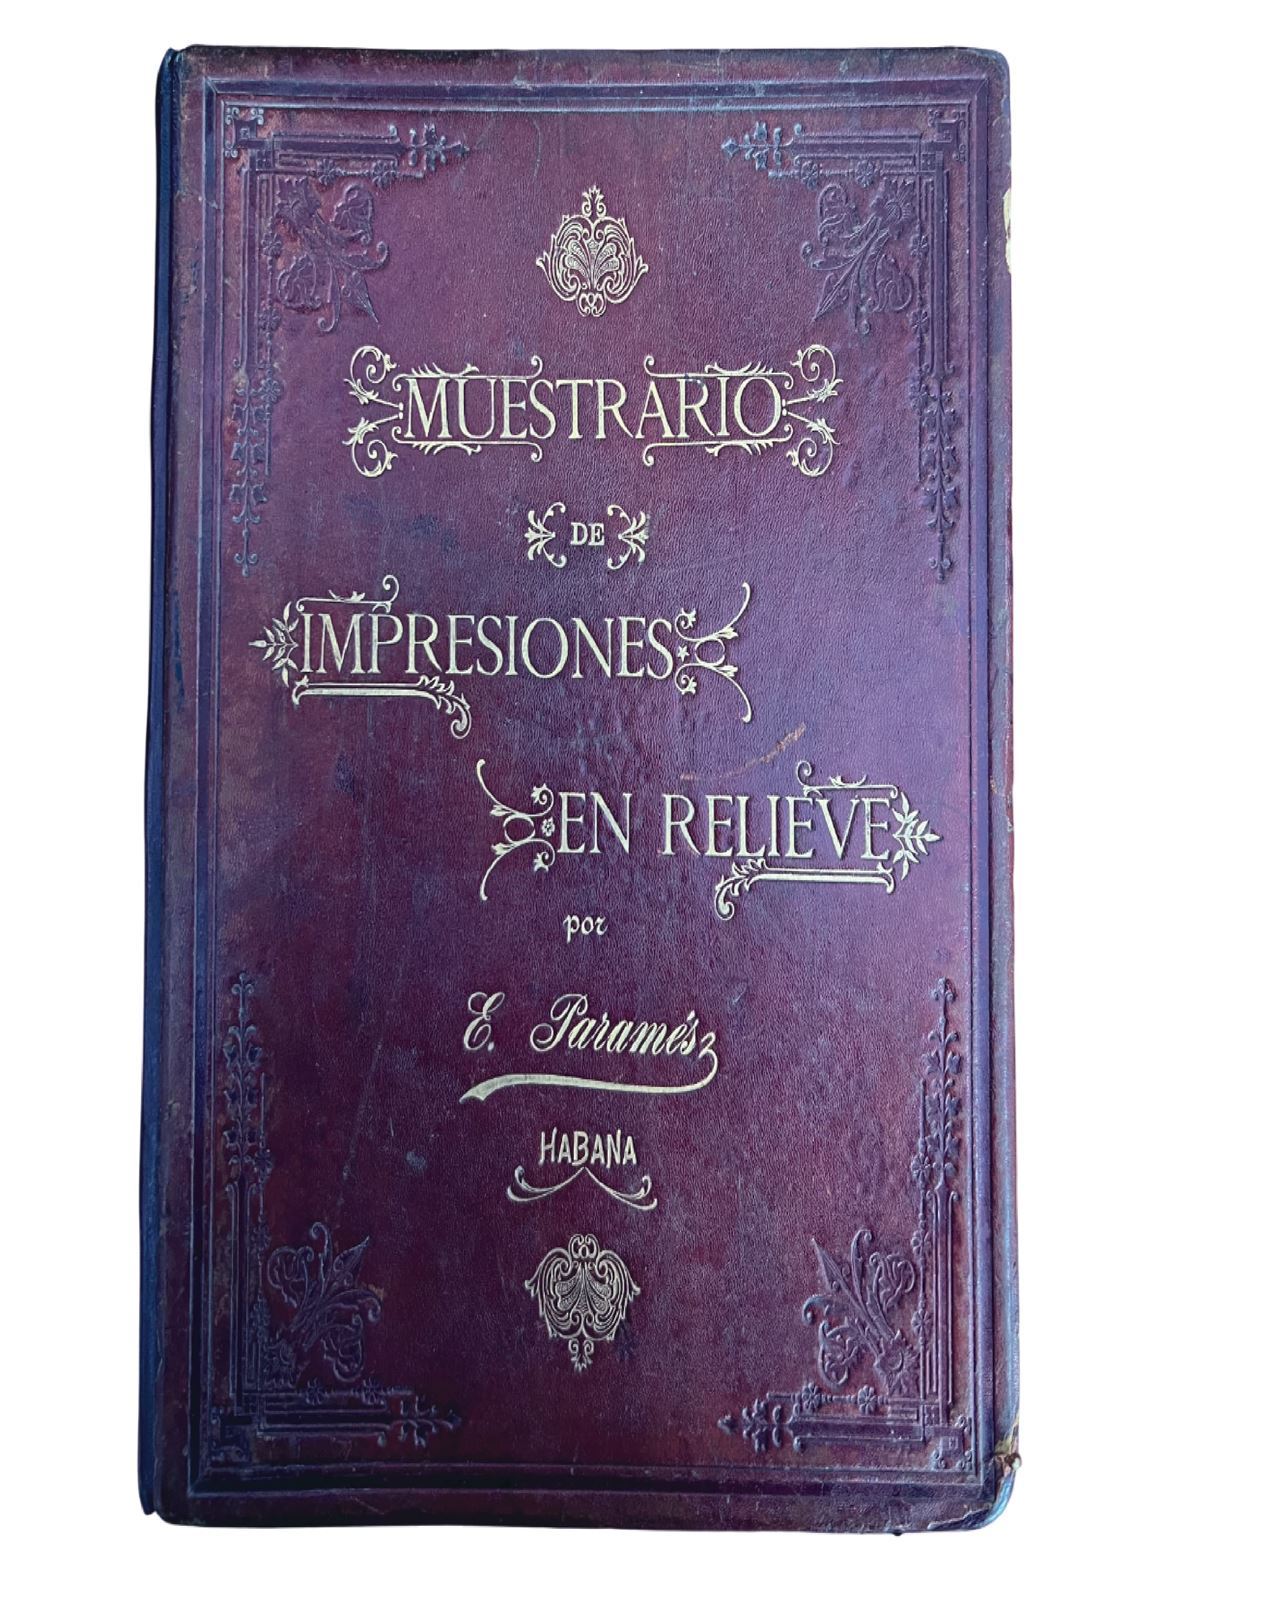 MUESTRARIO
DE
IMPRESIONES
EN RELIEVE
por
E. Paramés
HABANA